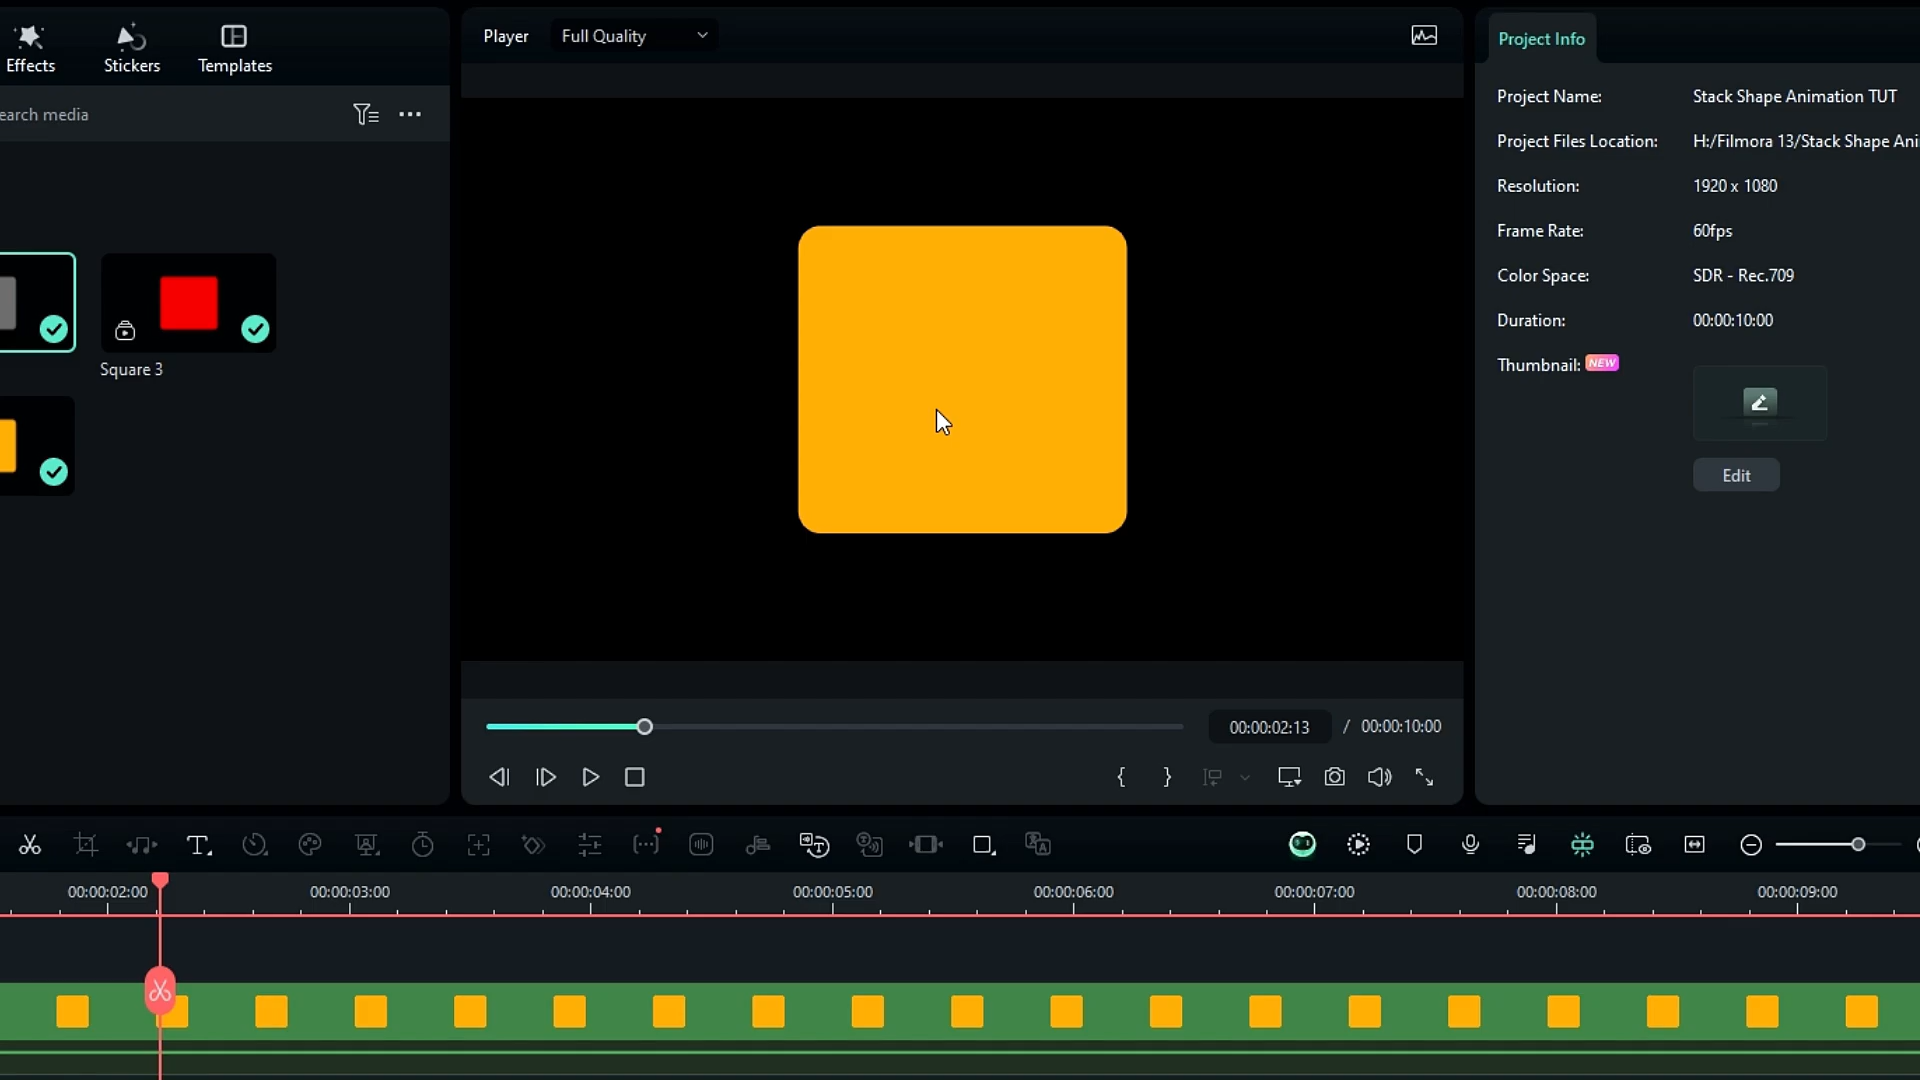 Effects
Stickers
Templates
earch media
Square 3
Player
Full Quality
00:00:02:13 / 00:00:10:00
Project Info
Project Name: Stack Shape Animation TUT
Project Files Location: H:/Filmora 13/Stack Shape Ani
Resolution: 1920 x 1080
Frame Rate: 60fps
Color Space: SDR - Rec.709
Duration: 00:00:10:00
Thumbnail: NEW
Edit
00:00:02:00 00:00:03:00 00:00:04:00 00:00:05:00 00:00:06:00 00:00:07:00 00:00:08:00 00:00:09:00